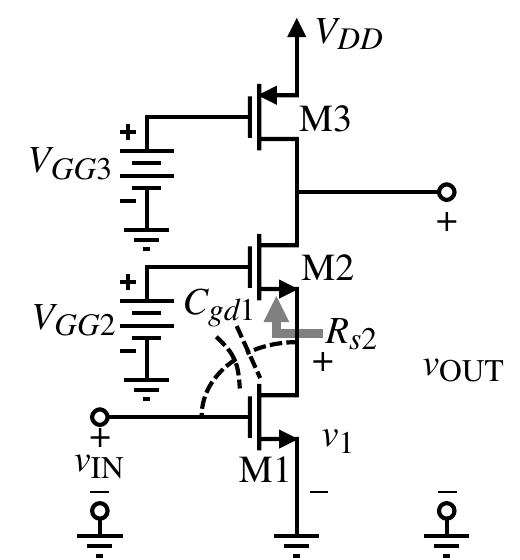 V_DD
M3
V_GG3
+
−
+
M2
V_GG2
+
−
C_gd1
R_s2
+
v_OUT
+
v_IN
M1
v_1
−
−
−